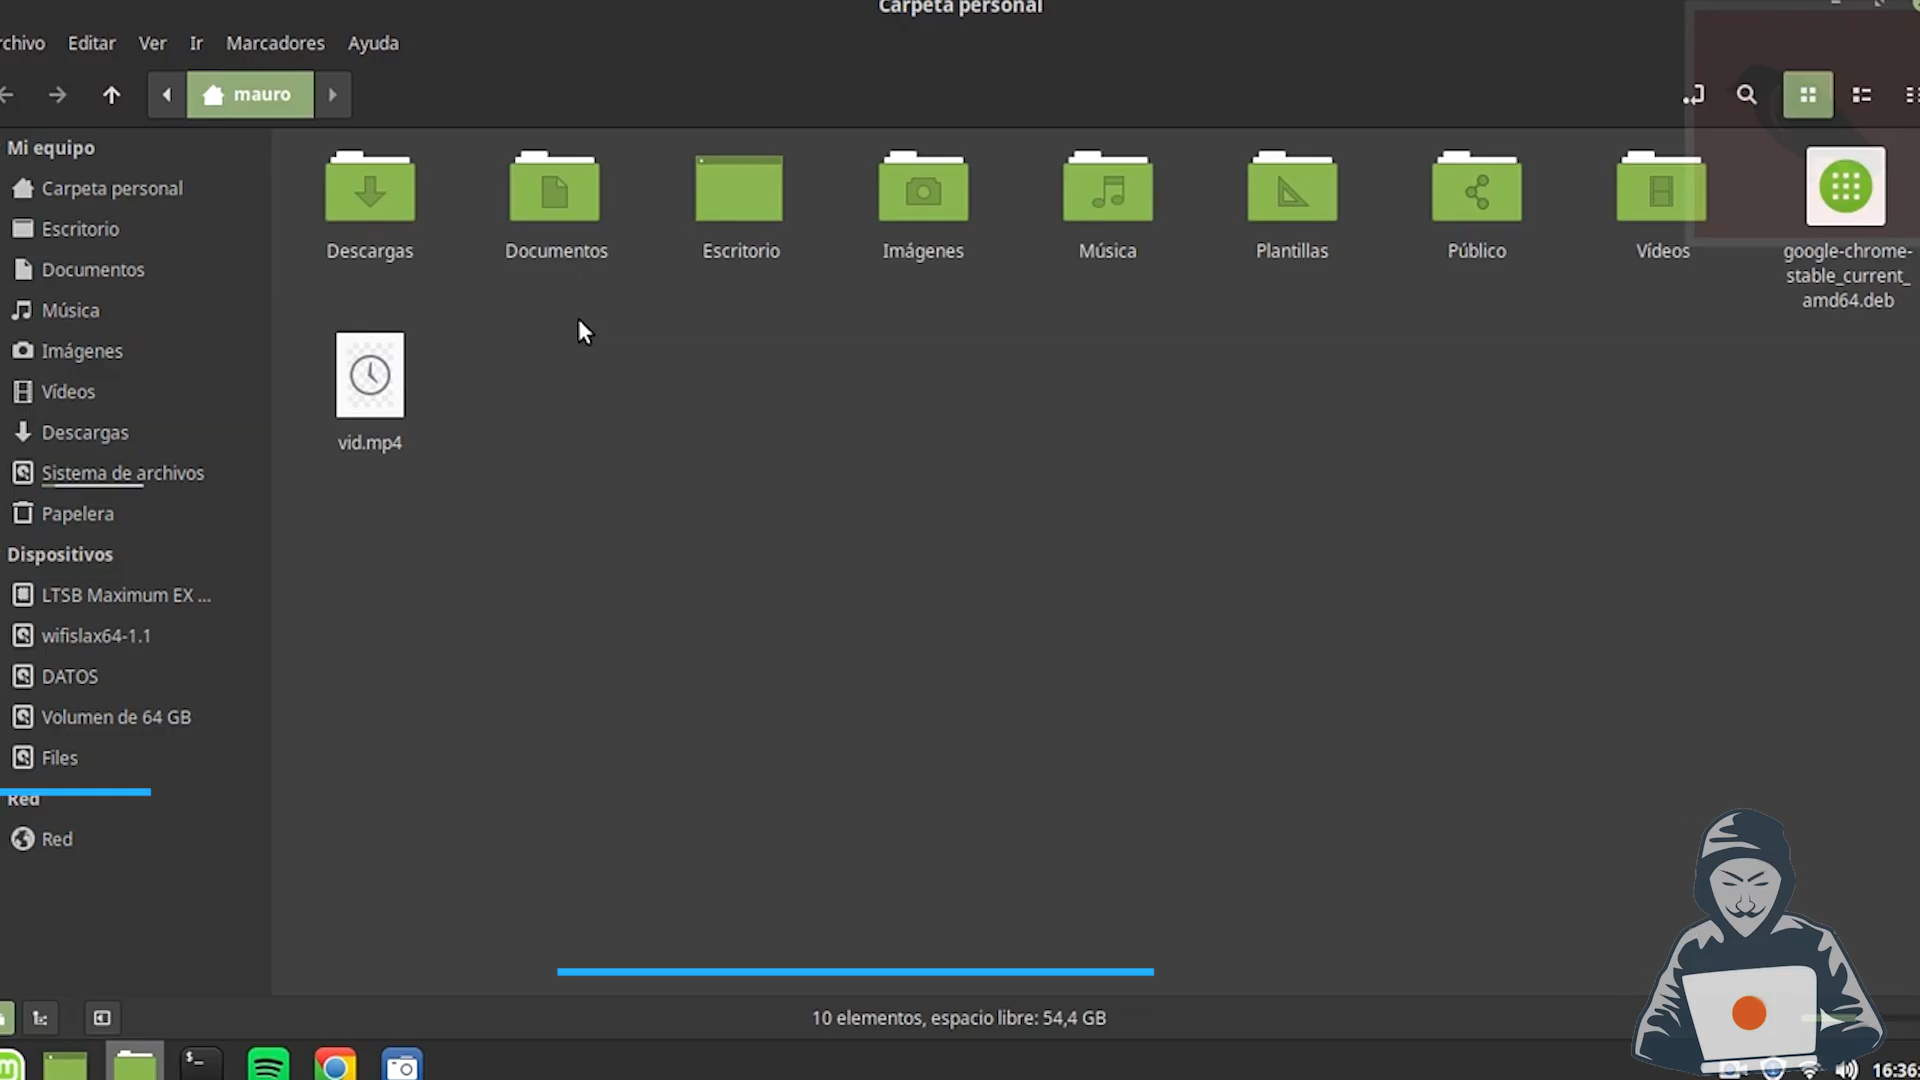 Carpeta personal
rchivo Editar Ver Ir Marcadores Ayuda
mauro
Mi equipo
Carpeta personal
Escritorio
Documentos
Música
Imágenes
Vídeos
Descargas
Sistema de archivos
Papelera
Dispositivos
LTSB Maximum EX ...
wifislax64-1.1
DATOS
Volumen de 64 GB
Files
Red
Red
Descargas
Documentos
Escritorio
Imágenes
Música
Plantillas
Público
Vídeos
google-chrome-
stable_current_
amd64.deb
vid.mp4
10 elementos, espacio libre: 54,4 GB
$_
16:36: